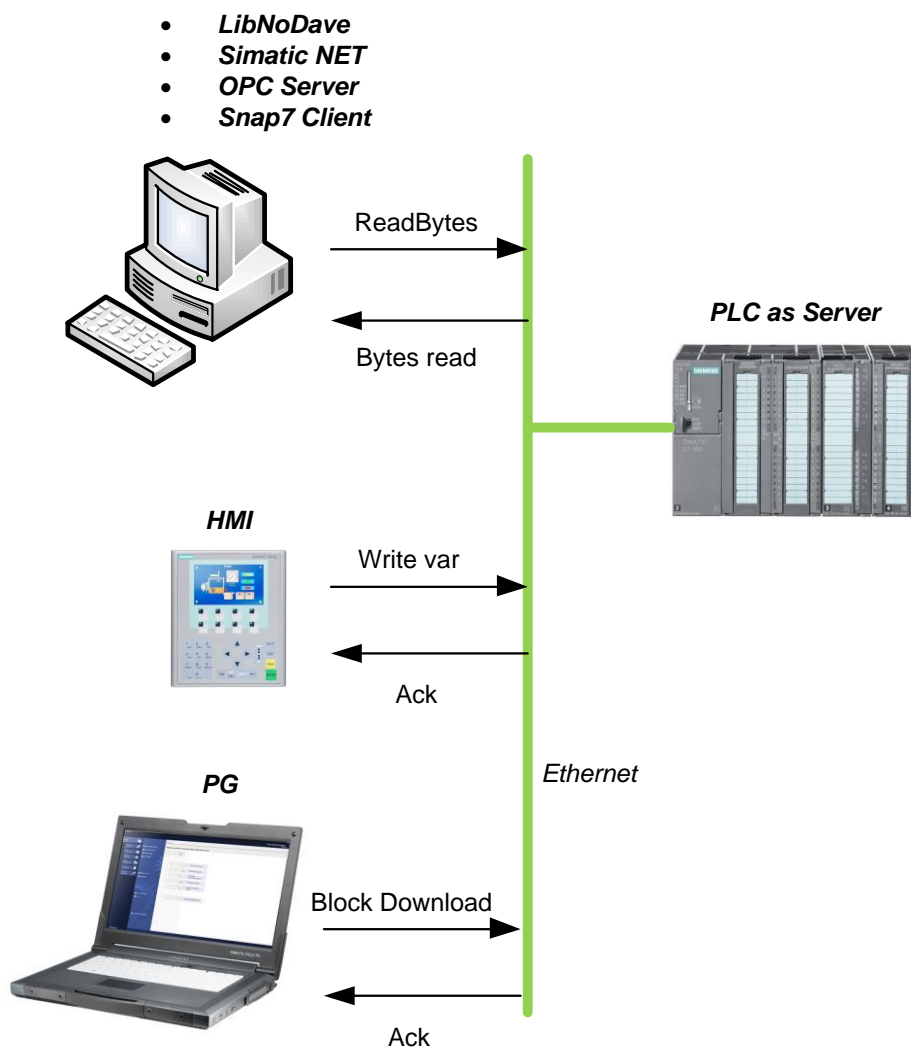 • LibNoDave
• Simatic NET
• OPC Server
• Snap7 Client
ReadBytes
Bytes read
PLC as Server
SIEMENS
HMI
Write var
Ack
Ethernet
PG
Block Download
Ack